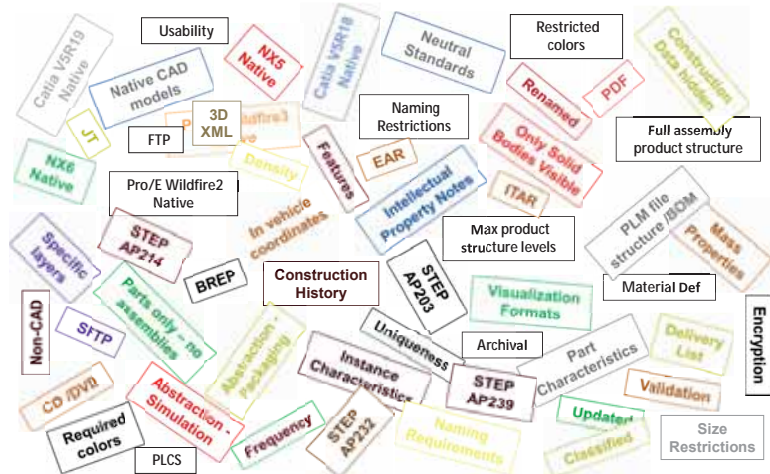 Usability
Catia V5R19
Native
Native CAD
models
NX5
Native
Catia V5R18
Native
Neutral
Standards
Restricted
colors
Construction
Data hidden
Renamed
PDF
JT
FTP
3D
XML
Naming
Restrictions
Full assembly
product structure
NX6
Native
Density
Features
EAR
Only Solid
Bodies Visible
Pro/E Wildfire2
Native
In vehicle
coordinates
Intellectual
Property Notes
ITAR
Max product
structure levels
PLM file
structure /BOM
Mass
Properties
Specific
layers
STEP
AP214
BREP
Construction
History
STEP
AP203
Visualization
Formats
Material Def
Encryption
Non-CAD
SFTP
Parts only – no
assemblies
Abstraction -
Packaging
Uniqueness
Archival
Part
Characteristics
Delivery
List
Instance
Characteristics
STEP
AP239
Validation
CD /DVD
Abstraction -
Simulation
Required
colors
PLCS
Frequency
STEP
AP232
Naming
Requirements
Updated
Classified
Size
Restrictions